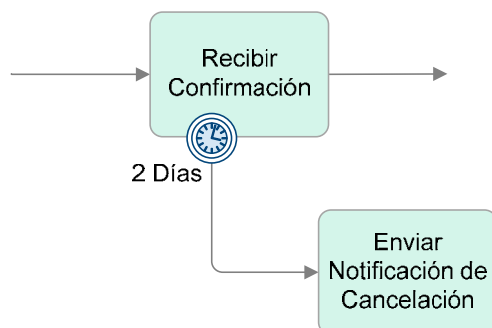 Recibir
Confirmación
2 Días
Enviar
Notificación de
Cancelación